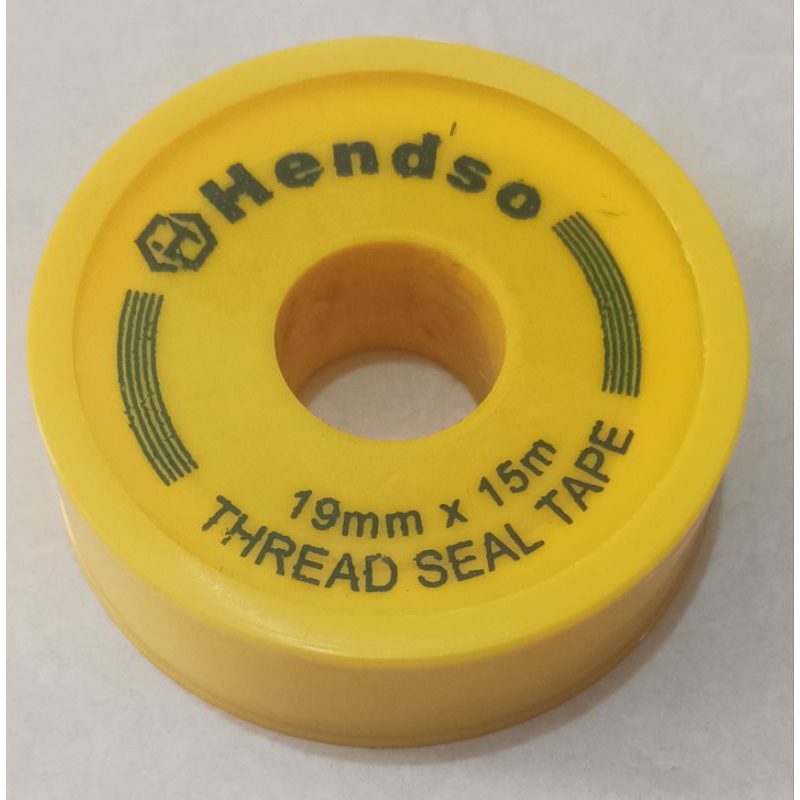 Hendso
19mm x 15m
THREAD SEAL TAPE